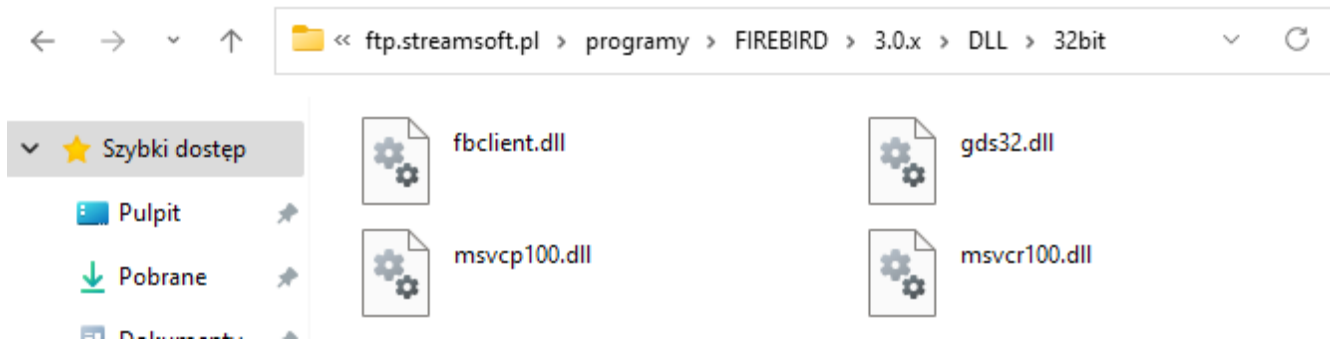 « ftp.streamsoft.pl > programy > FIREBIRD > 3.0.x > DLL > 32bit
Szybki dostęp
Pulpit
Pobrane
Dokumenty
fbclient.dll
gds32.dll
msvcp100.dll
msvcr100.dll